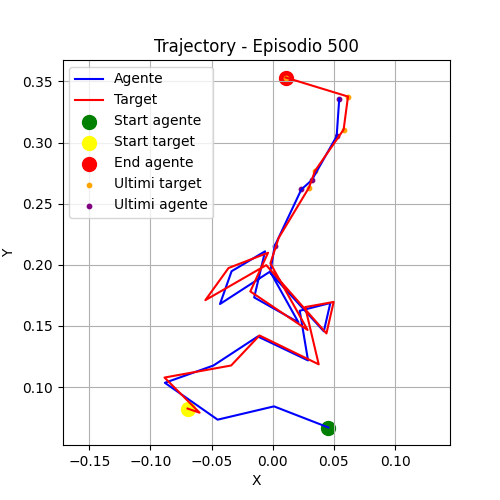 Trajectory - Episodio 500
Agente
Target
Start agente
Start target
End agente
Ultimi target
Ultimi agente
Y
0.35
0.30
0.25
0.20
0.15
0.10
−0.15 −0.10 −0.05 0.00 0.05 0.10
X